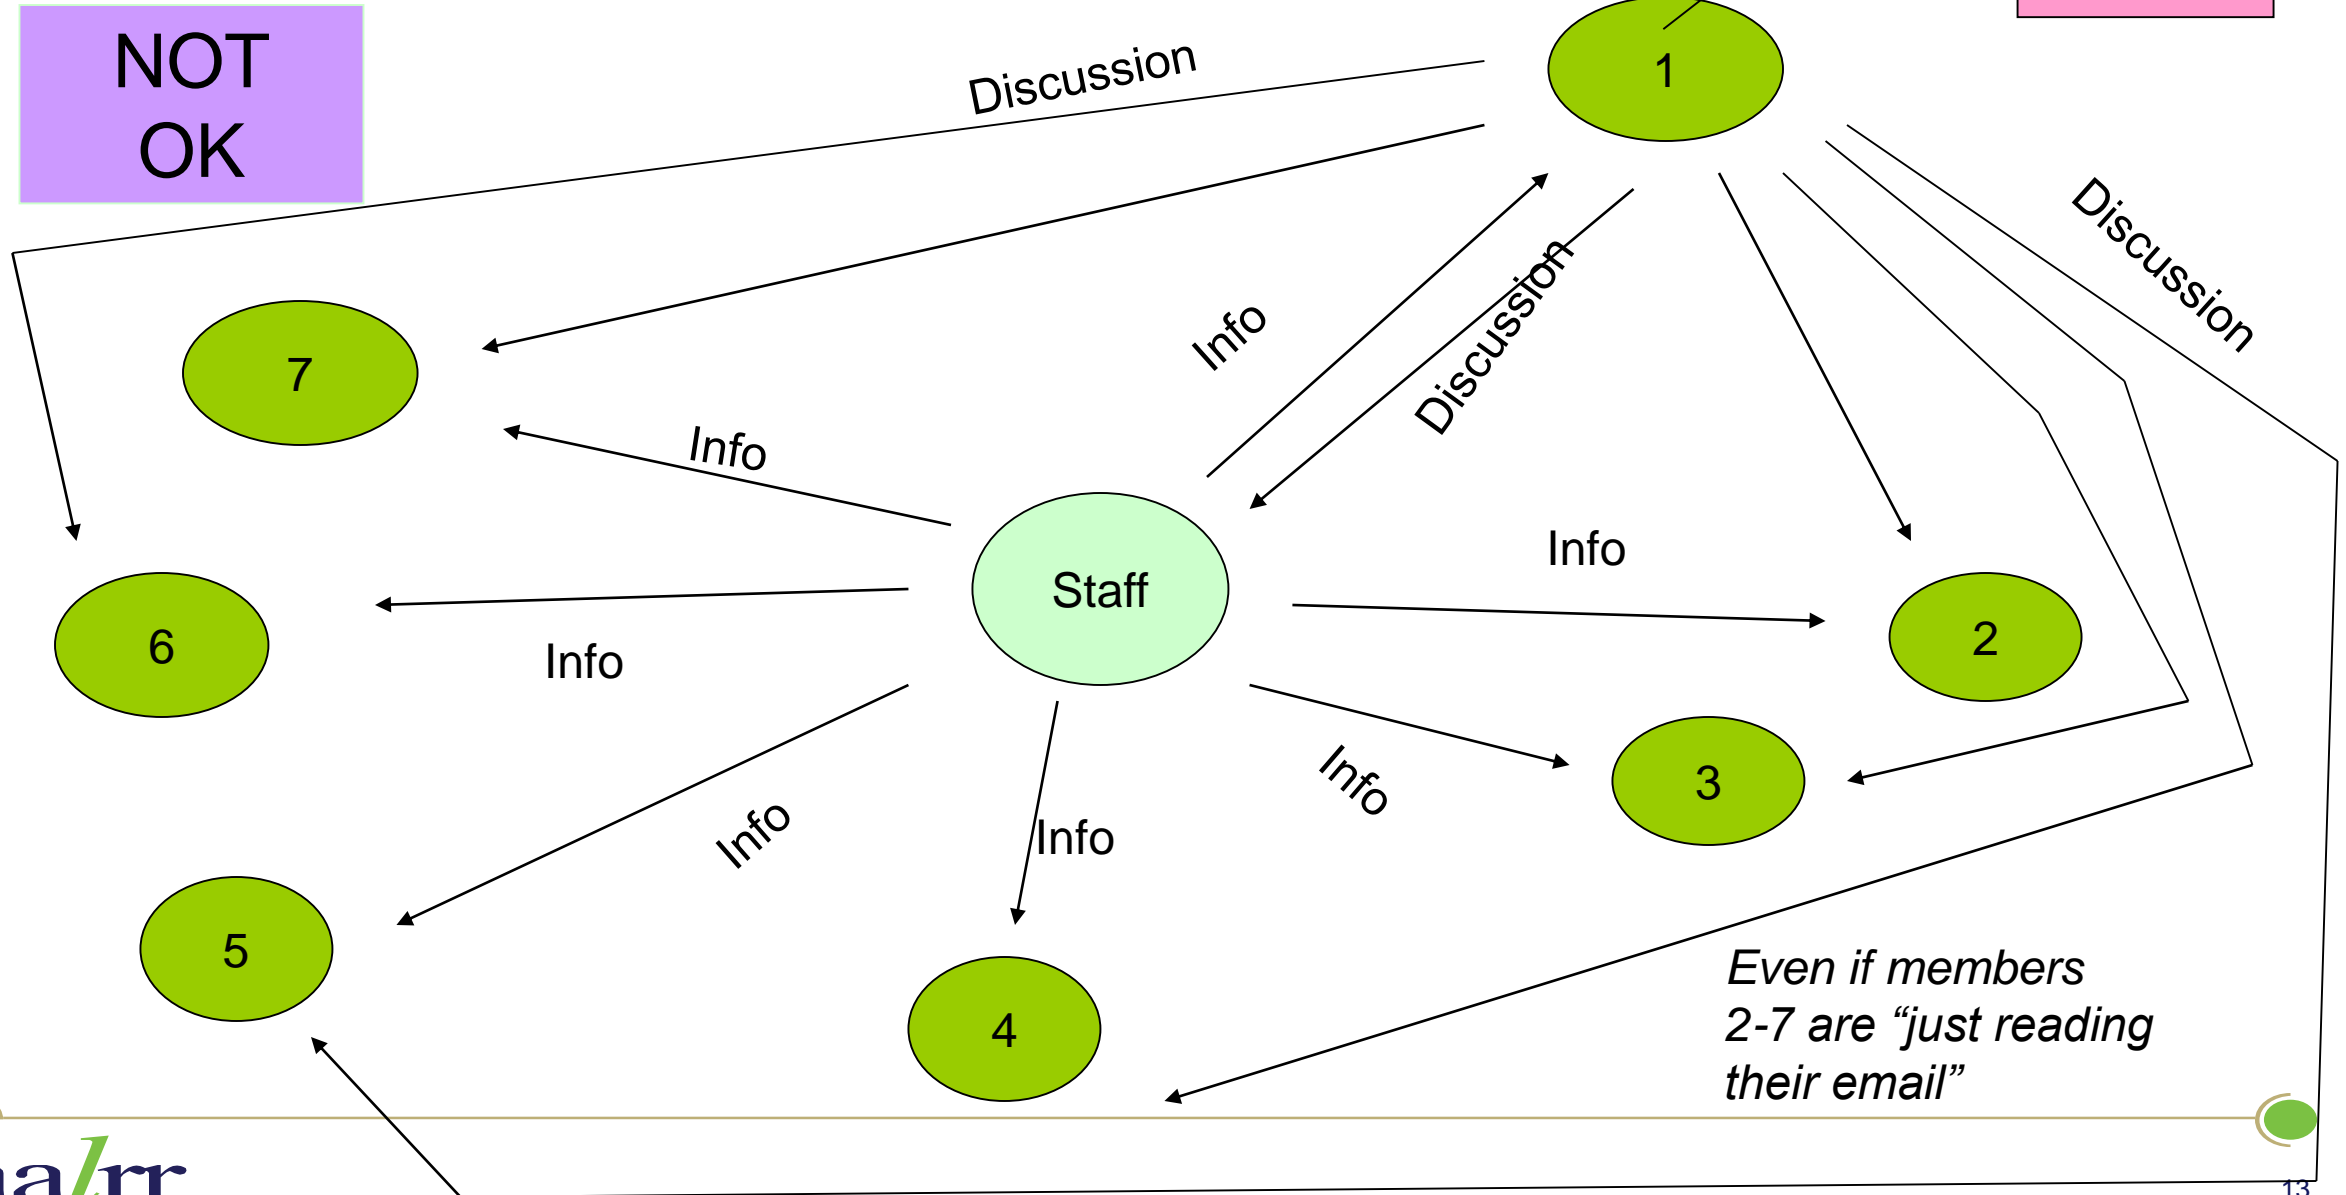 NOT
OK
Discussion
1
Discussion
Info
Discussion
7
Info
Staff
Info
6
Info
2
3
Info
Info
Info
5
4
Even if members
2-7 are “just reading
their email”
13